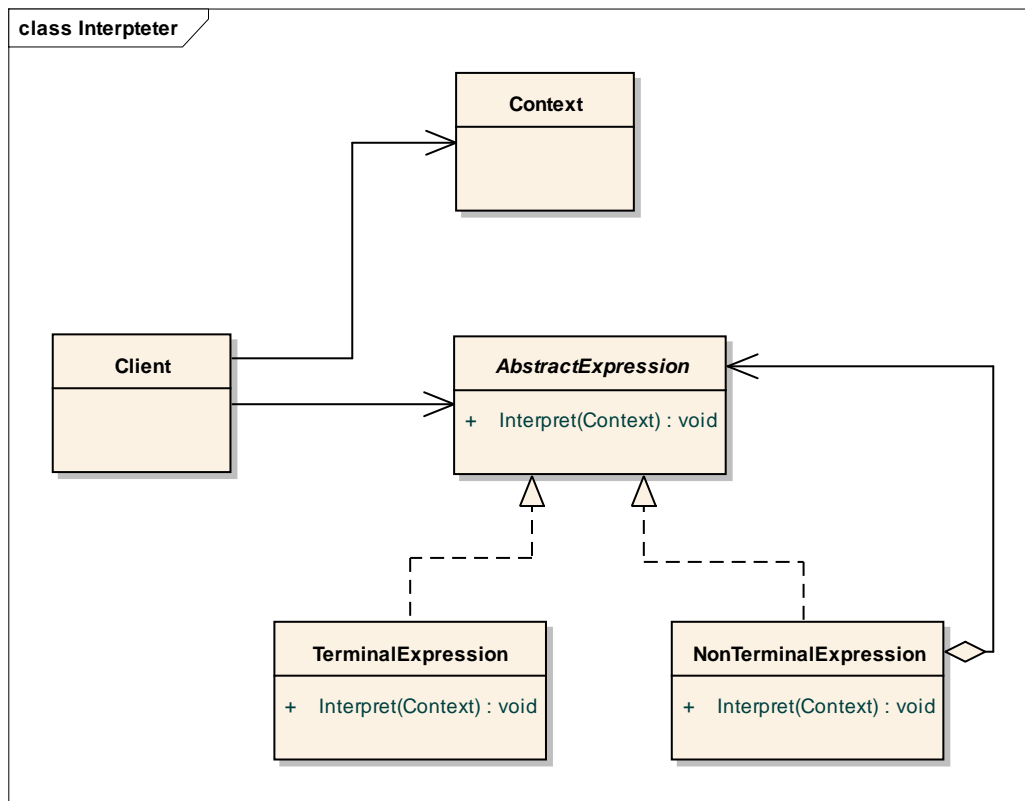 class Interpteter
Context
Client
AbstractExpression
+ Interpret(Context) : void
TerminalExpression
+ Interpret(Context) : void
NonTerminalExpression
+ Interpret(Context) : void